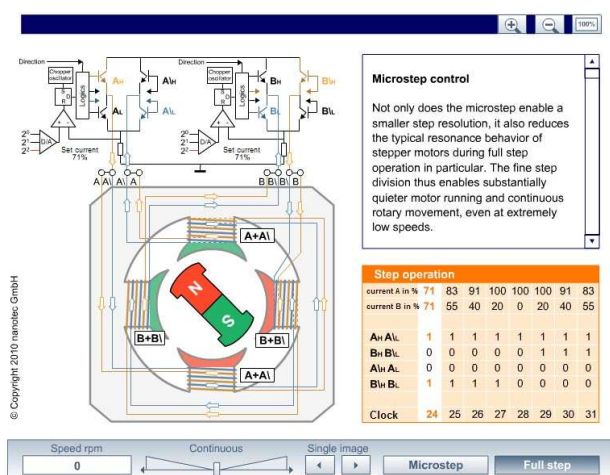 100%
Direction
Chopper oscillator
Logics
S
R
D
+
-
D/A
2⁰
2¹
2²
Set current 71%
AH
A\H
AL
A\L
Direction
Chopper oscillator
Logics
S
R
D
+
-
D/A
2⁰
2¹
2²
Set current 71%
BH
B\H
BL
B\L
A A\ A\ A
B B\ B\ B
A+A\
B+B\
N
S
B+B\
A+A\
© Copyright 2010 nanotec GmbH
Microstep control
Not only does the microstep enable a
smaller step resolution, it also reduces
the typical resonance behavior of
stepper motors during full step
operation in particular. The fine step
division thus enables substantially
quieter motor running and continuous
rotary movement, even at extremely
low speeds.
Step operation
current A in % 71 83 91 100 100 100 91 83
current B in % 71 55 40 20 0 20 40 55
AH A\L 1 1 1 1 1 1 1 1
BH B\L 0 0 0 0 0 1 1 1
A\H AL 0 0 0 0 0 0 0 0
B\H BL 1 1 1 1 0 0 0 0
Clock 24 25 26 27 28 29 30 31
Speed rpm
0
Continuous
Single image
Microstep
Full step